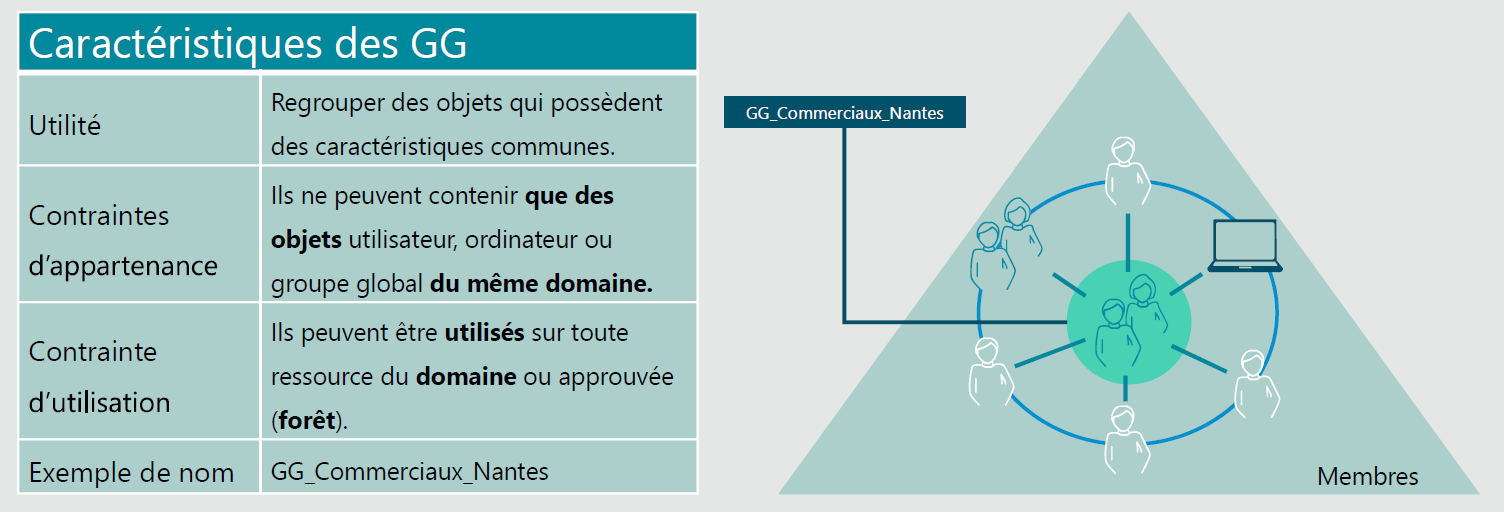 Caractéristiques des GG
Utilité
Regrouper des objets qui possèdent
des caractéristiques communes.
Contraintes
d’appartenance
Ils ne peuvent contenir que des
objets utilisateur, ordinateur ou
groupe global du même domaine.
Contrainte
d’utilisation
Ils peuvent être utilisés sur toute
ressource du domaine ou approuvée
(forêt).
Exemple de nom
GG_Commerciaux_Nantes
GG_Commerciaux_Nantes
Membres